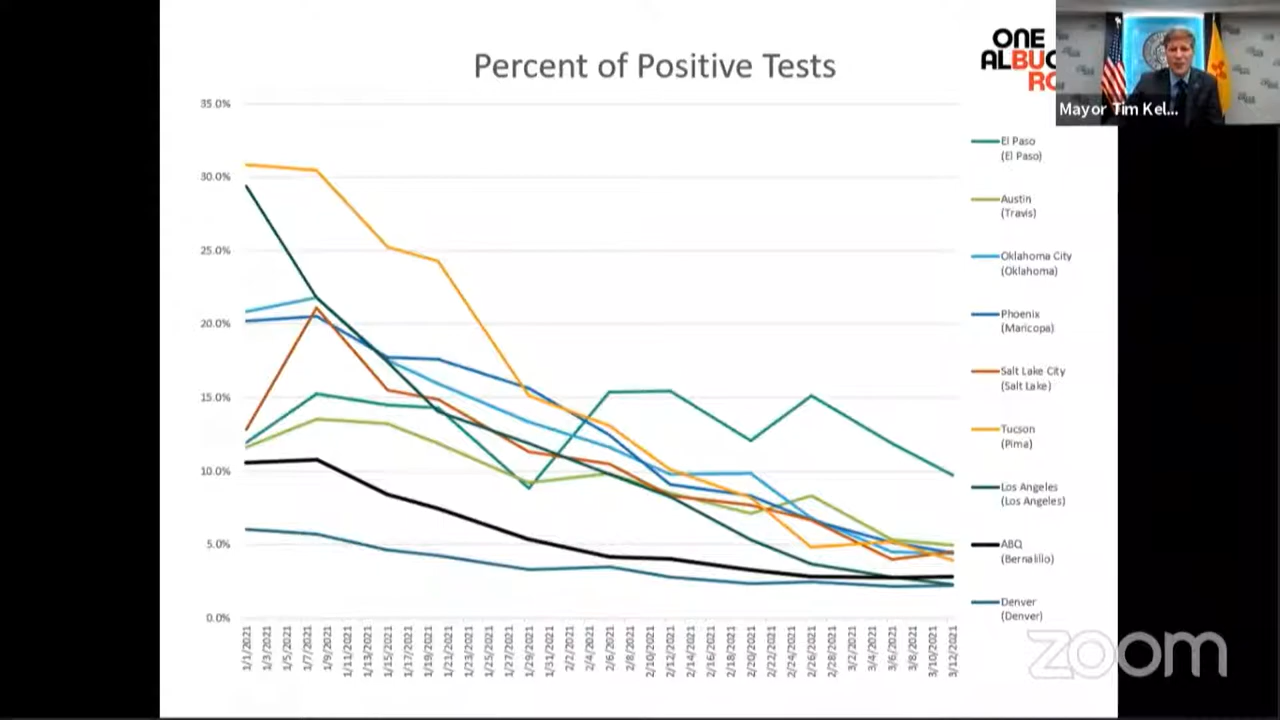 Percent of Positive Tests
ONE
ALBUQ
RQ
Mayor Tim Kel...
35.0%
30.0%
25.0%
20.0%
15.0%
10.0%
5.0%
0.0%
El Paso
(El Paso)
Austin
(Travis)
Oklahoma City
(Oklahoma)
Phoenix
(Maricopa)
Salt Lake City
(Salt Lake)
Tucson
(Pima)
Los Angeles
(Los Angeles)
ABQ
(Bernalillo)
Denver
(Denver)
1/1/2021
1/3/2021
1/5/2021
1/7/2021
1/9/2021
1/11/2021
1/13/2021
1/15/2021
1/17/2021
1/19/2021
1/21/2021
1/23/2021
1/25/2021
1/27/2021
1/29/2021
1/31/2021
2/2/2021
2/4/2021
2/6/2021
2/8/2021
2/10/2021
2/12/2021
2/14/2021
2/16/2021
2/18/2021
2/20/2021
2/22/2021
2/24/2021
2/26/2021
2/28/2021
3/2/2021
3/4/2021
3/6/2021
3/8/2021
3/10/2021
3/12/2021
zoom